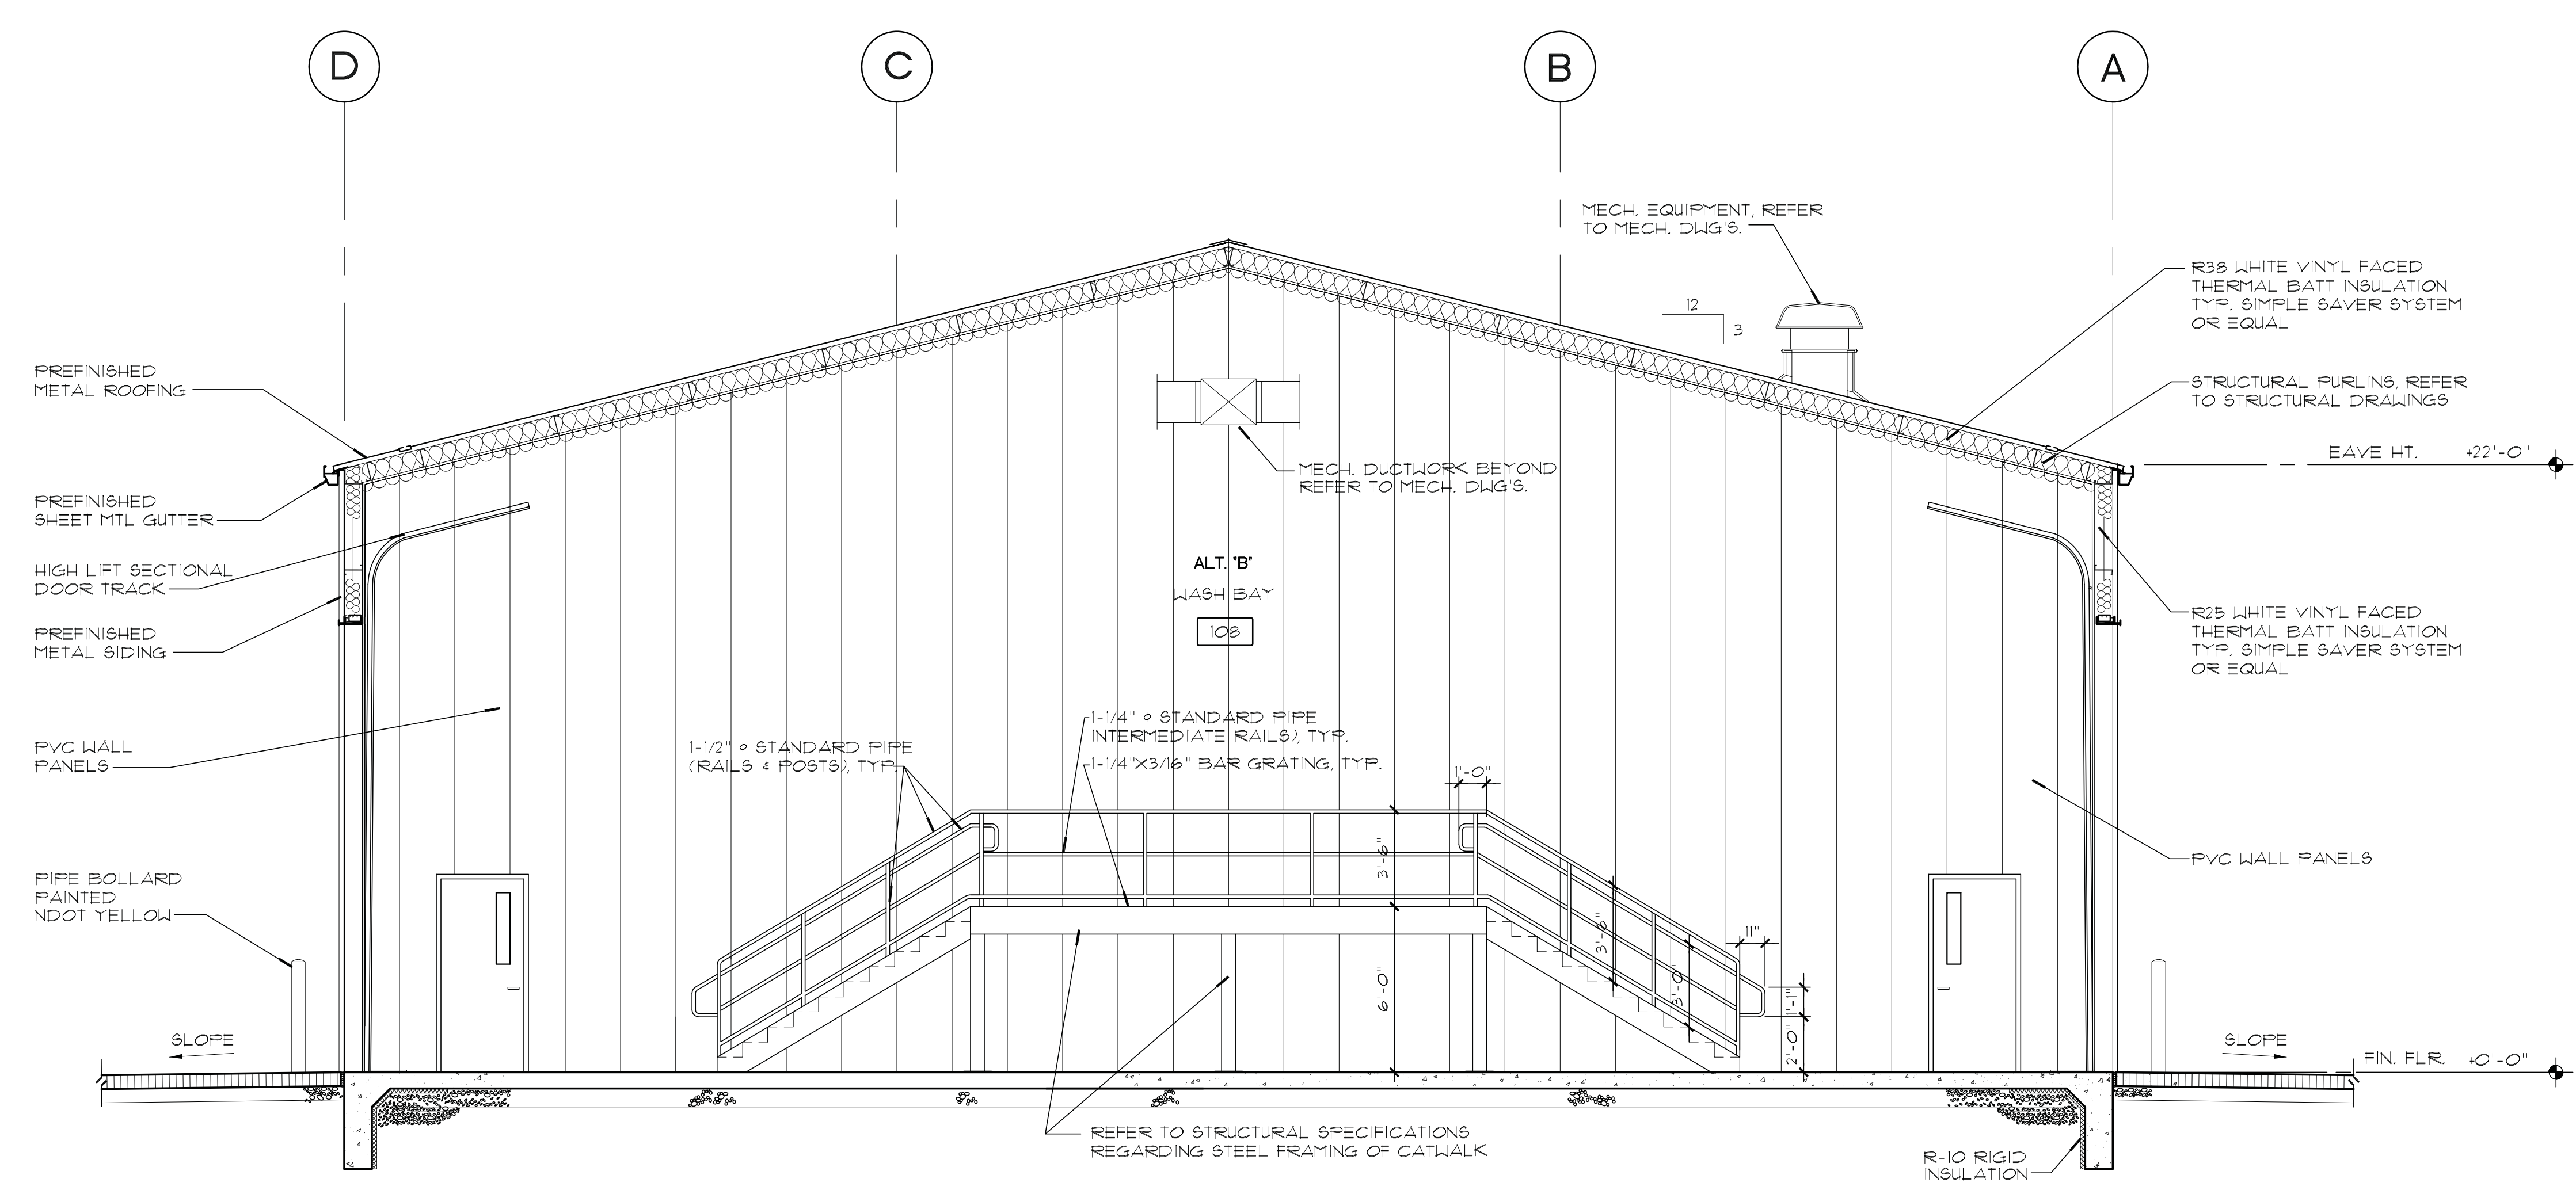 D
C
B
A
MECH. EQUIPMENT, REFER
TO MECH. DWG'S.
12
3
R38 WHITE VINYL FACED
THERMAL BATT INSULATION
TYP. SIMPLE SAVER SYSTEM
OR EQUAL
STRUCTURAL PURLINS, REFER
TO STRUCTURAL DRAWINGS
EAVE HT. +22'-0"
PREFINISHED
METAL ROOFING
PREFINISHED
SHEET MTL GUTTER
HIGH LIFT SECTIONAL
DOOR TRACK
PREFINISHED
METAL SIDING
PVC WALL
PANELS
PIPE BOLLARD
PAINTED
NDOT YELLOW
SLOPE
MECH. DUCTWORK BEYOND
REFER TO MECH. DWG'S.
ALT. "B"
WASH BAY
108
1-1/4" φ STANDARD PIPE
INTERMEDIATE RAILS), TYP.
1-1/4"X3/16" BAR GRATING, TYP.
1-1/2" φ STANDARD PIPE
(RAILS & POSTS), TYP.
1'-0"
3'-6"
6'-0"
3'-6"
3'-0"
11"
1'-1"
2'-0"
R25 WHITE VINYL FACED
THERMAL BATT INSULATION
TYP. SIMPLE SAVER SYSTEM
OR EQUAL
PVC WALL PANELS
SLOPE
FIN. FLR. +0'-0"
REFER TO STRUCTURAL SPECIFICATIONS
REGARDING STEEL FRAMING OF CATWALK
R-10 RIGID
INSULATION